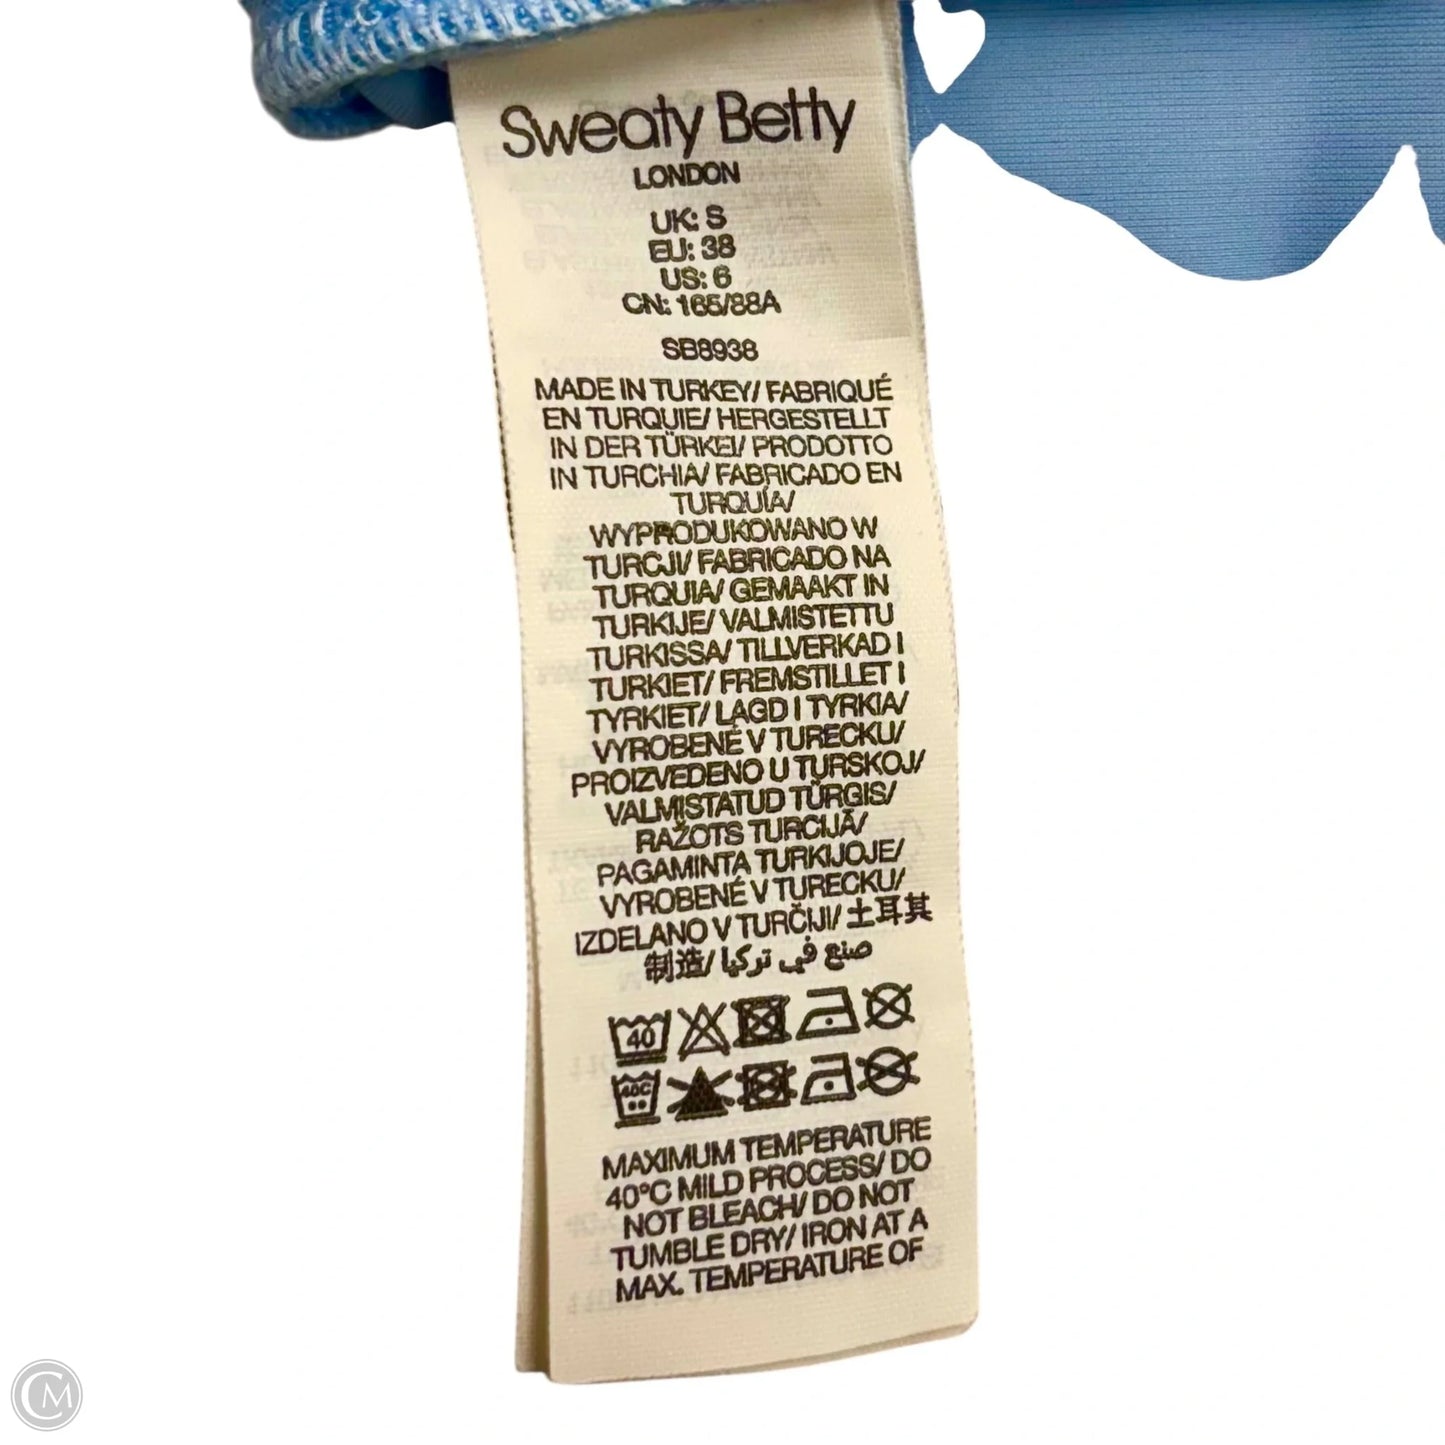 Sweaty Betty
LONDON
UK: S
EU: 38
US: 6
CN: 165/88A
SB8938
MADE IN TURKEY/ FABRIQUÉ
EN TURQUIE/ HERGESTELLT
IN DER TÜRKEI/ PRODOTTO
IN TURCHIA/ FABRICADO EN
TURQUÍA/
WYPRODUKOWANO W
TURCJI/ FABRICADO NA
TURQUIA/ GEMAAKT IN
TURKIJE/ VALMISTETTU
TURKISSA/ TILLVERKAD I
TURKIET/ FREMSTILLET I
TYRKIET/ LAGD I TYRKIA/
VYROBENÉ V TURECKU/
PROIZVEDENO U TURSKOJ/
VALMISTATUD TÜRGIS/
RAŽOTS TURCIJĀ/
PAGAMINTA TURKIJOJE/
VYROBENÉ V TURECKU/
IZDELANO V TURČIJI/ 土耳其
制造/ صنع في تركيا
40
40C
MAXIMUM TEMPERATURE
40°C MILD PROCESS/ DO
NOT BLEACH/ DO NOT
TUMBLE DRY/ IRON AT A
MAX. TEMPERATURE OF
CM